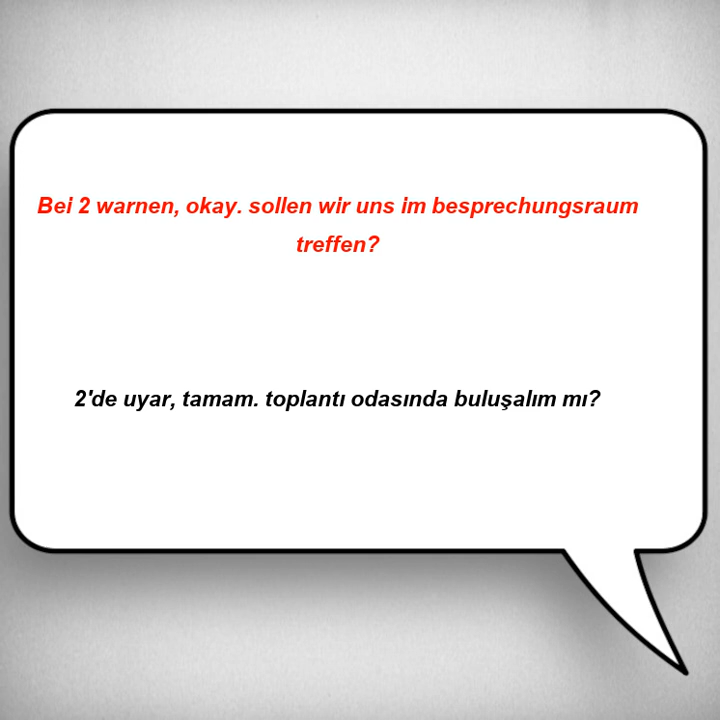 Bei 2 warnen, okay. sollen wir uns im besprechungsraum
treffen?
2'de uyar, tamam. toplantı odasında buluşalım mı?